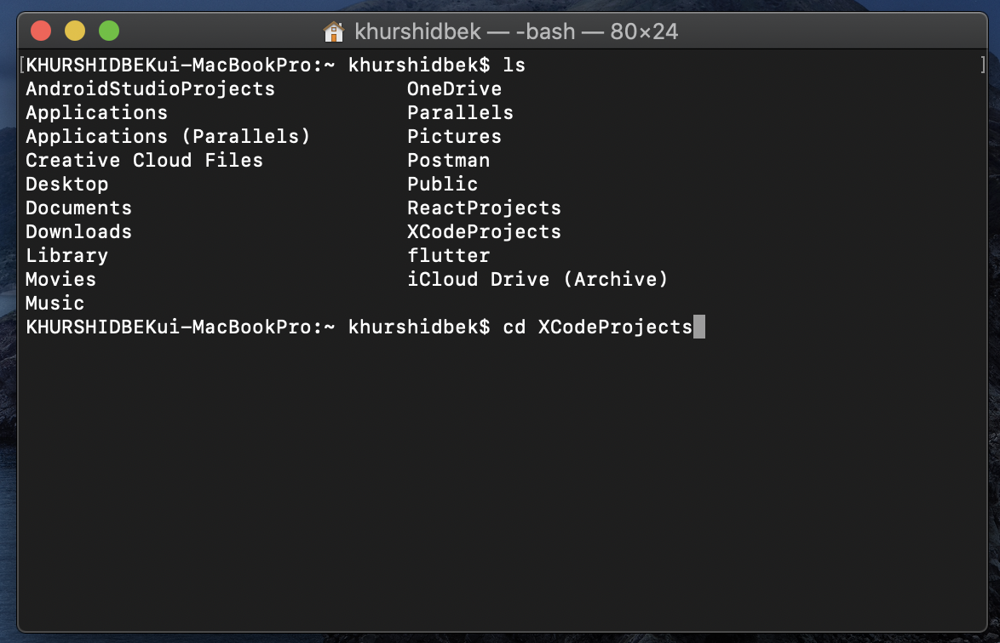 khurshidbek — -bash — 80×24
[KHURSHIDBEKui-MacBookPro:~ khurshidbek$ ls ]
AndroidStudioProjects OneDrive
Applications Parallels
Applications (Parallels) Pictures
Creative Cloud Files Postman
Desktop Public
Documents ReactProjects
Downloads XCodeProjects
Library flutter
Movies iCloud Drive (Archive)
Music
KHURSHIDBEKui-MacBookPro:~ khurshidbek$ cd XCodeProjects